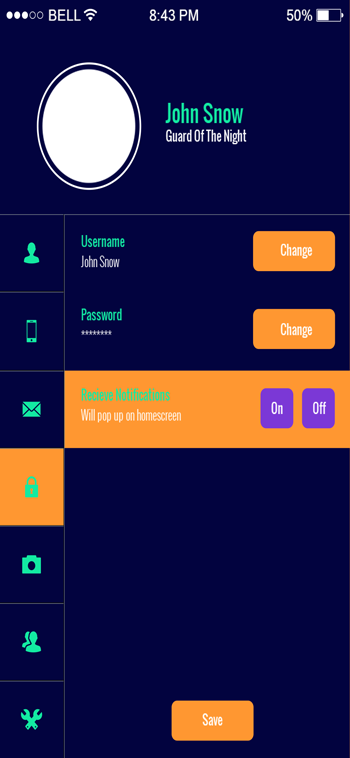 BELL 8:43 PM 50%
John Snow
Guard Of The Night
Username
John Snow
Change
Password
********
Change
Receive Notifications
Will pop up on homescreen
On Off
Save